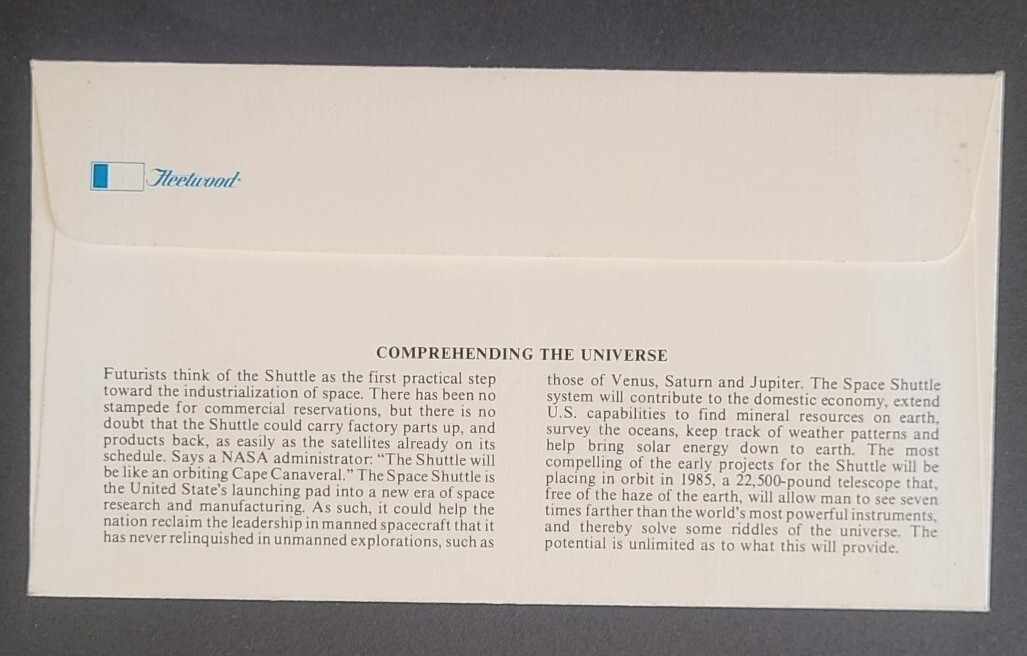 Fleetwood
COMPREHENDING THE UNIVERSE
Futurists think of the Shuttle as the first practical step
toward the industrialization of space. There has been no
stampede for commercial reservations, but there is no
doubt that the Shuttle could carry factory parts up, and
products back, as easily as the satellites already on its
schedule. Says a NASA administrator: “The Shuttle will
be like an orbiting Cape Canaveral.” The Space Shuttle is
the United State’s launching pad into a new era of space
research and manufacturing. As such, it could help the
nation reclaim the leadership in manned spacecraft that it
has never relinquished in unmanned explorations, such as
those of Venus, Saturn and Jupiter. The Space Shuttle
system will contribute to the domestic economy, extend
U.S. capabilities to find mineral resources on earth,
survey the oceans, keep track of weather patterns and
help bring solar energy down to earth. The most
compelling of the early projects for the Shuttle will be
placing in orbit in 1985, a 22,500-pound telescope that,
free of the haze of the earth, will allow man to see seven
times farther than the world’s most powerful instruments,
and thereby solve some riddles of the universe. The
potential is unlimited as to what this will provide.